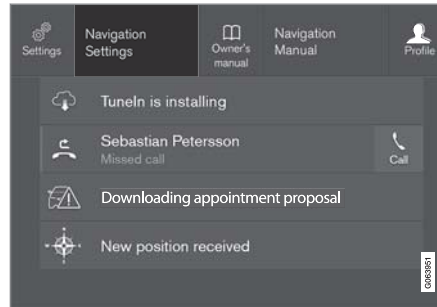 Settings
Navigation
Settings
Owner's
manual
Navigation
Manual
Profile
TuneIn is installing
Sebastian Petersson
Missed call
Call
Downloading appointment proposal
New position received
G063951